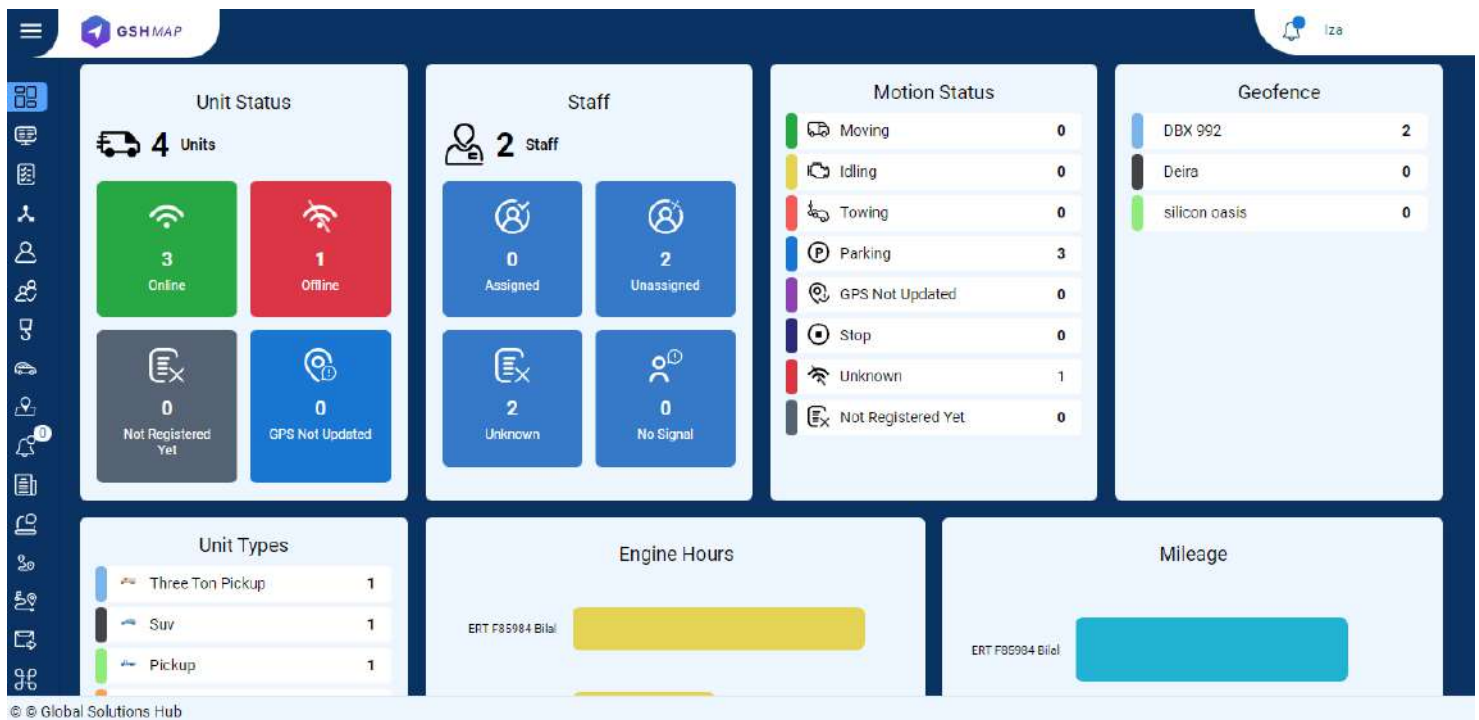 GSHMAP
Iza
Unit Status
4 Units
3
Online
1
Offline
0
Not Registered
Yet
0
GPS Not Updated
Staff
2 Staff
0
Assigned
2
Unassigned
2
Unknown
0
No Signal
Motion Status
Moving 0
Idling 0
Towing 0
P Parking 3
GPS Not Updated 0
Stop 0
Unknown 1
Not Registered Yet 0
Geofence
DBX 992 2
Deira 0
silicon oasis 0
0
Unit Types
Three Ton Pickup 1
Suv 1
Pickup 1
Engine Hours
ERT F85984 Bilal
Mileage
ERT F85984 Bilal
© © Global Solutions Hub